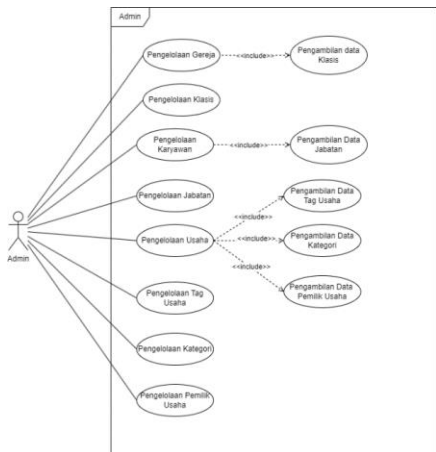 Admin
Pengelolaan Gereja
<<include>>
Pengambilan data
Klasis
Pengelolaan Klasis
Pengelolaan
Karyawan
<<include>>
Pengambilan Data
Jabatan
Pengelolaan Jabatan
Pengambilan Data
Tag Usaha
<<include>>
Pengelolaan Usaha
<<include>>
Pengambilan Data
Kategori
<<include>>
Pengambilan Data
Pemilik Usaha
Admin
Pengelolaan Tag
Usaha
Pengelolaan Kategori
Pengelolaan Pemilik
Usaha